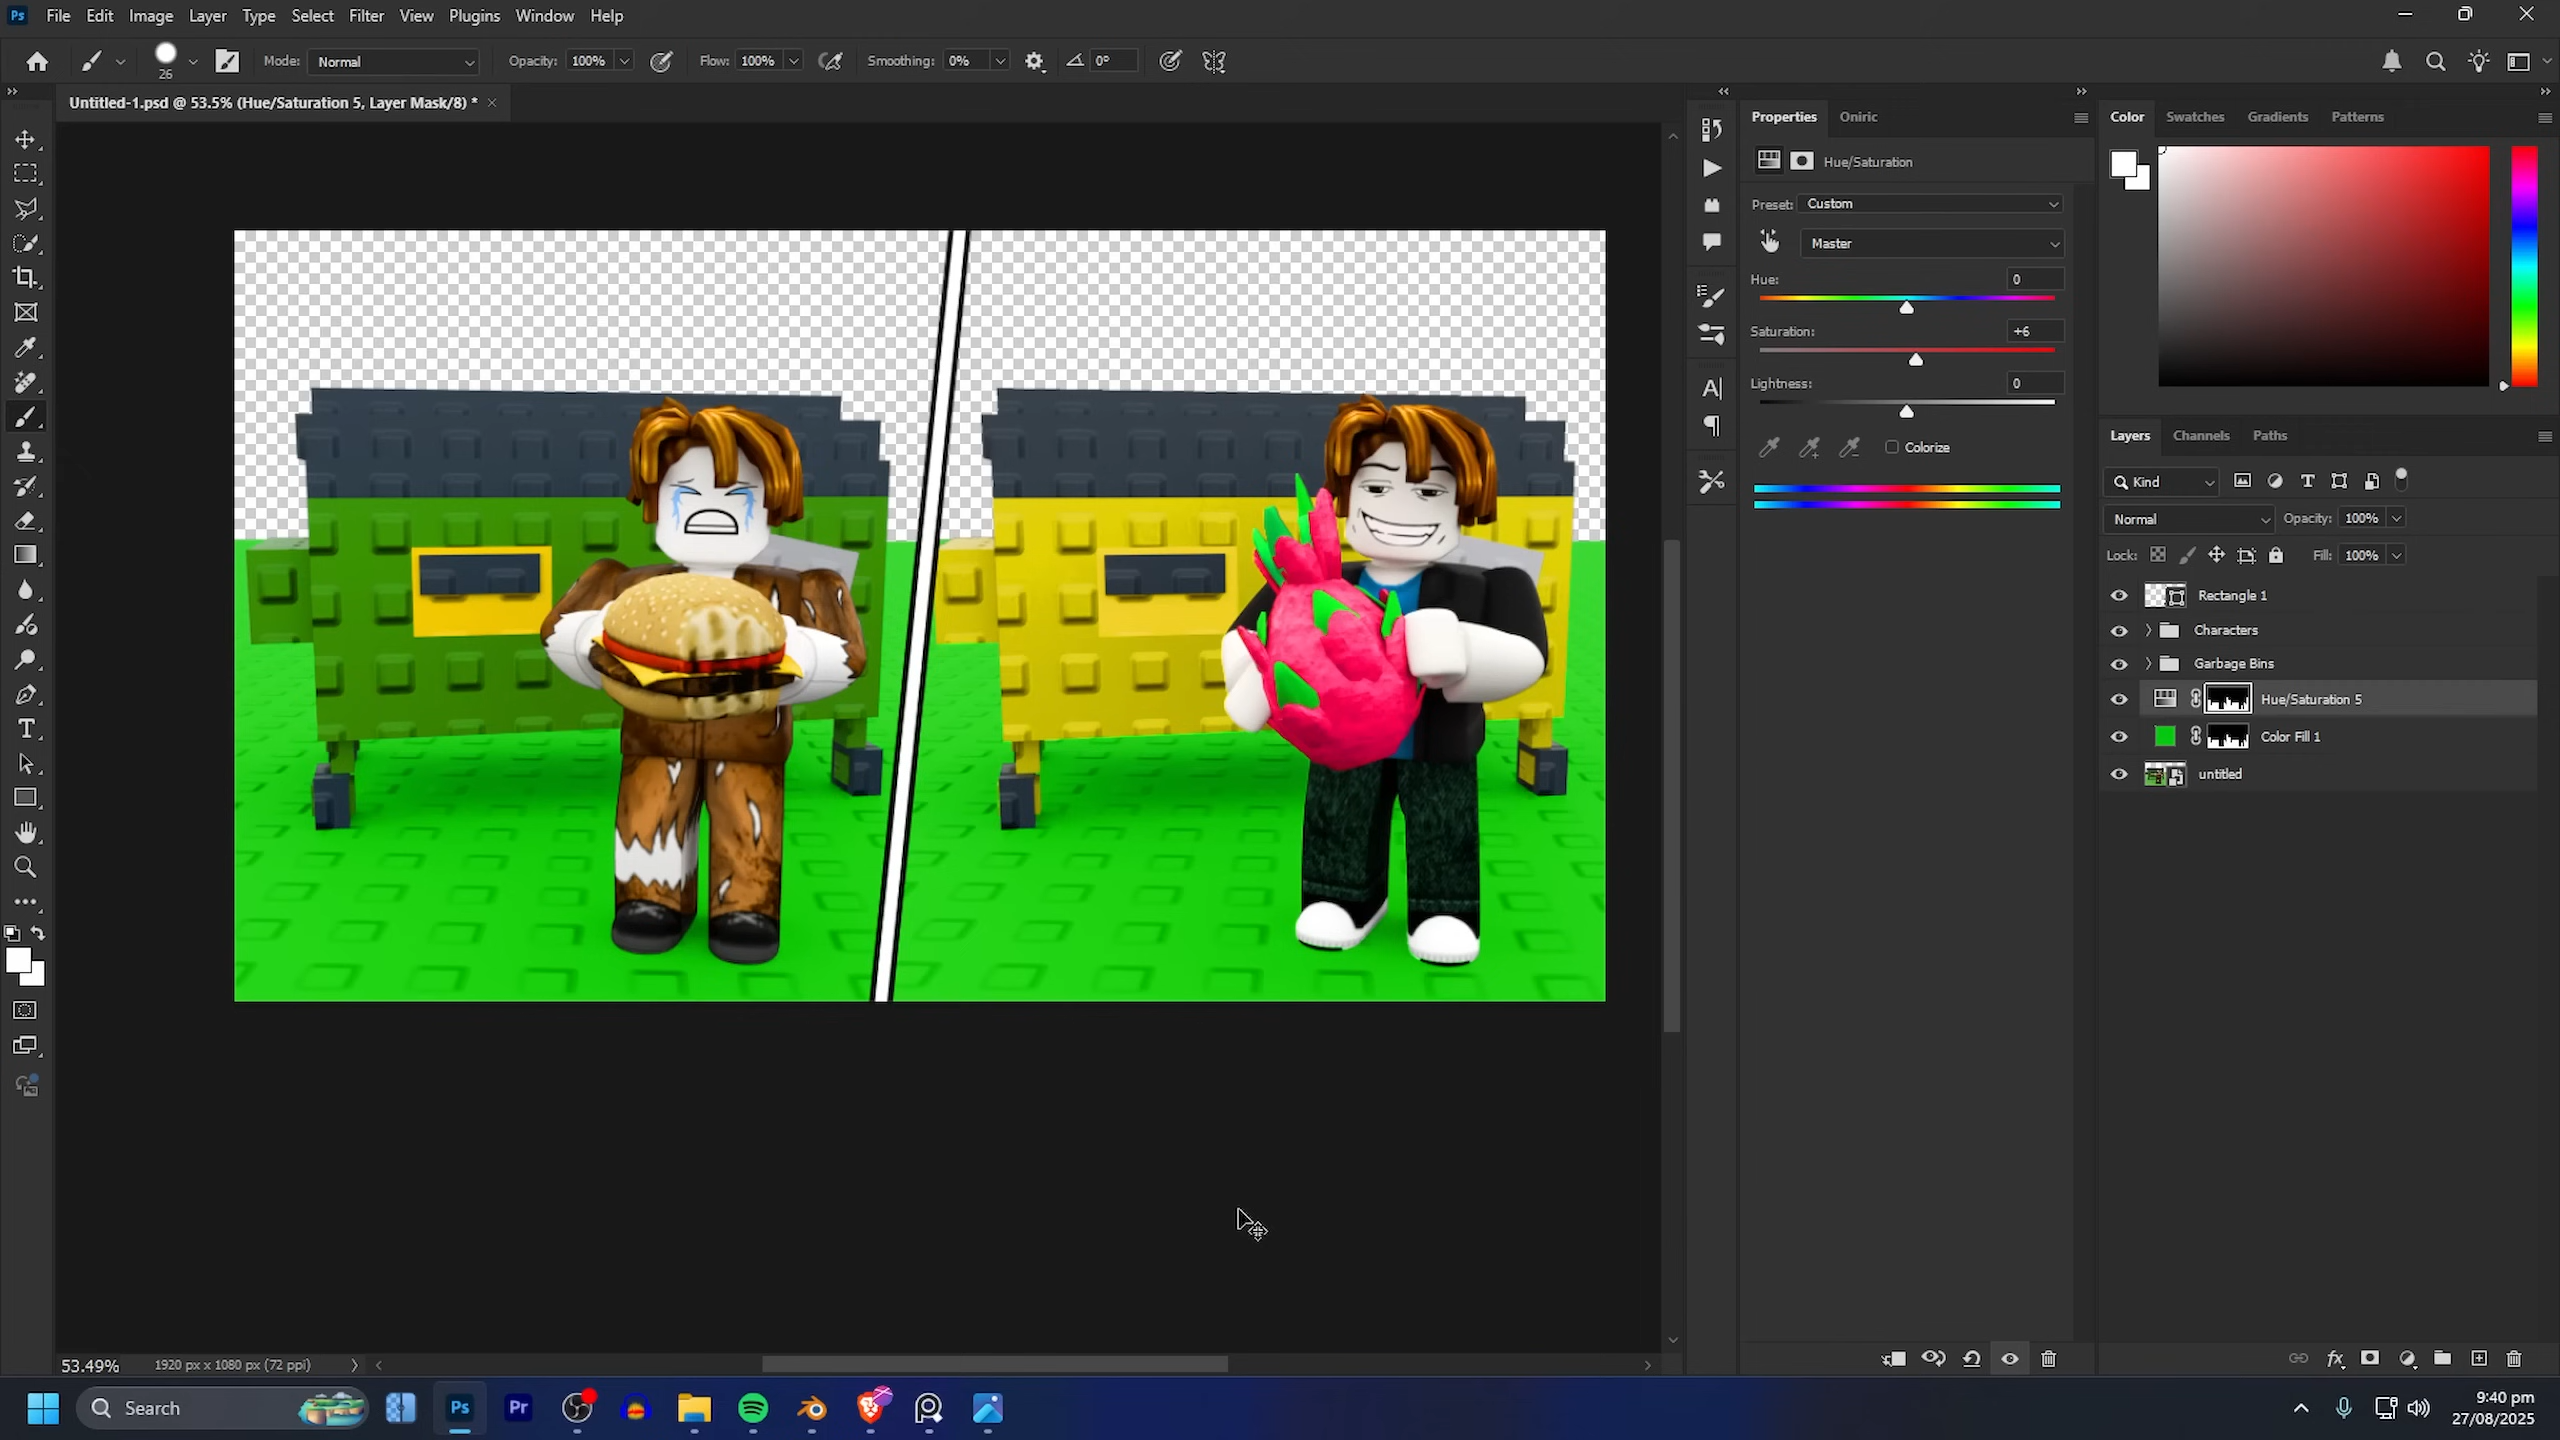 Ps File Edit Image Layer Type Select Filter View Plugins Window Help
26 Mode: Normal Opacity: 100% Flow: 100% Smoothing: 0% 0°
Untitled-1.psd @ 53.5% (Hue/Saturation 5, Layer Mask/8) *
Properties Oniric
Hue/Saturation
Preset: Custom
Master
Hue: 0
Saturation: +6
Lightness: 0
Colorize
Color Swatches Gradients Patterns
Layers Channels Paths
Kind
Normal Opacity: 100%
Lock: Fill: 100%
Rectangle 1
Characters
Garbage Bins
Hue/Saturation 5
Color Fill 1
untitled
53.49% 1920 px x 1080 px (72 ppi)
Search Ps Pr
9:40 pm
27/08/2025